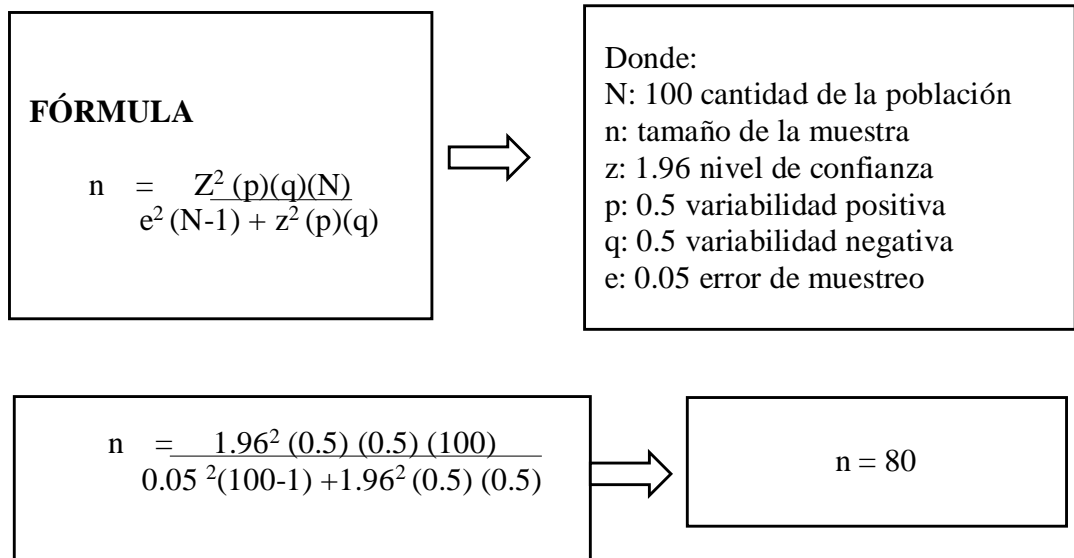 FÓRMULA
n = Z² (p)(q)(N)
e² (N-1) + z² (p)(q)
Donde:
N: 100 cantidad de la población
n: tamaño de la muestra
z: 1.96 nivel de confianza
p: 0.5 variabilidad positiva
q: 0.5 variabilidad negativa
e: 0.05 error de muestreo
n = 1.96² (0.5) (0.5) (100)
0.05 ²(100-1) +1.96² (0.5) (0.5)
n = 80